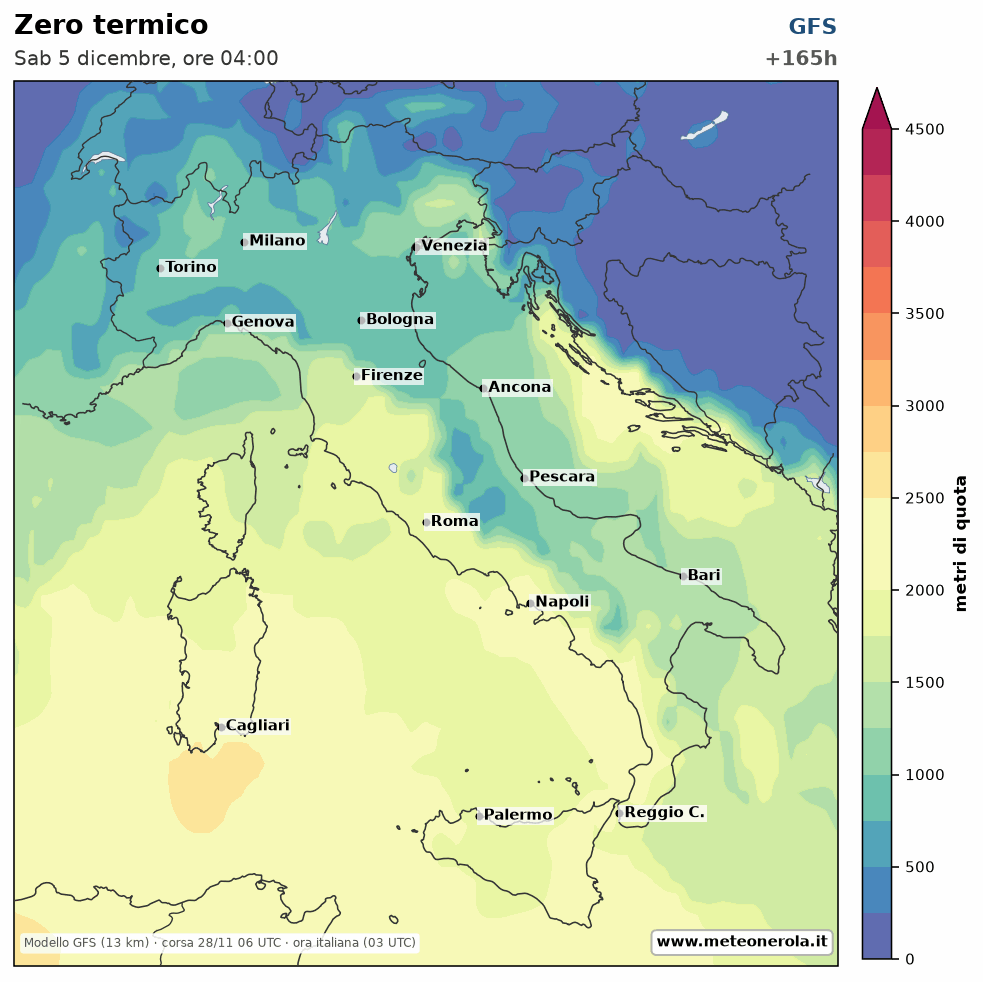 Zero termico
GFS
Sab 5 dicembre, ore 04:00
+165h
4500
4000
3500
3000
2500
2000
1500
1000
500
0
metri di quota
Milano
Venezia
Torino
Genova
Bologna
Firenze
Ancona
Pescara
Roma
Bari
Napoli
Cagliari
Palermo
Reggio C.
Modello GFS (13 km) · corsa 28/11 06 UTC · ora italiana (03 UTC)
www.meteonerola.it